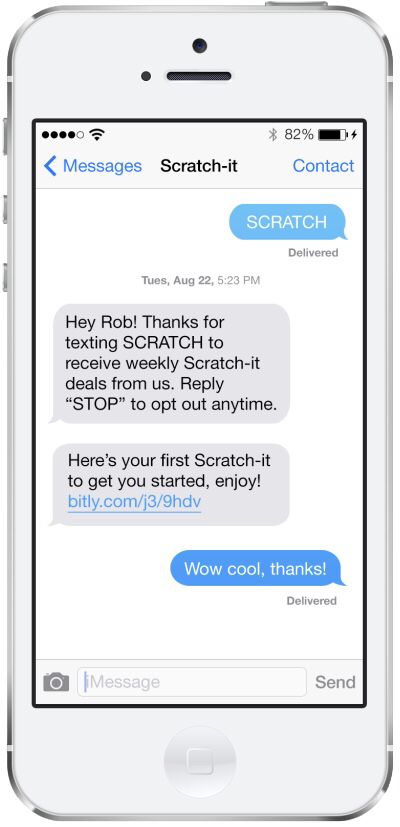 82%
Messages Scratch-it Contact
SCRATCH
Delivered
Tues, Aug 22, 5:23 PM
Hey Rob! Thanks for
texting SCRATCH to
receive weekly Scratch-it
deals from us. Reply
“STOP” to opt out anytime.
Here’s your first Scratch-it
to get you started, enjoy!
bitly.com/j3/9hdv
Wow cool, thanks!
Delivered
iMessage Send